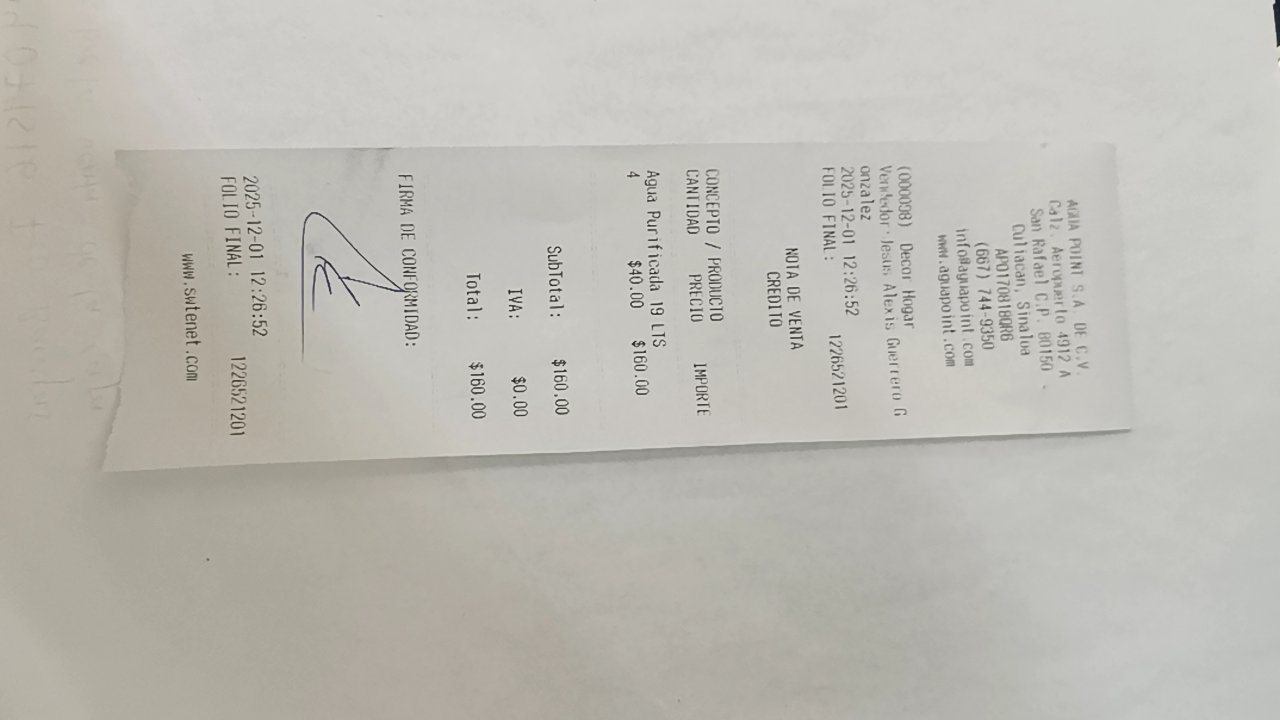 AGUA POINT S.A. DE C.V.
Calz. Aeropuerto 4912 A
San Rafael C.P. 80150 .
Culiacan, Sinaloa
APO170818QR6
(667) 744-9350
info@aguapoint.com
www.aguapoint.com
(000008) Decor Hogar
Vendedor: Jesus Alexis Guerrero G
onzalez
2025-12-01 12:26:52
FOLIO FINAL: 1226521201
NOTA DE VENTA
CREDITO
CONCEPTO / PRODUCTO
CANTIDAD PRECIO IMPORTE
Agua Purificada 19 LTS
4 $40.00 $160.00
SubTotal: $160.00
IVA: $0.00
Total: $160.00
FIRMA DE CONFORMIDAD:
2025-12-01 12:26:52
FOLIO FINAL: 1226521201
www.swtenet.com